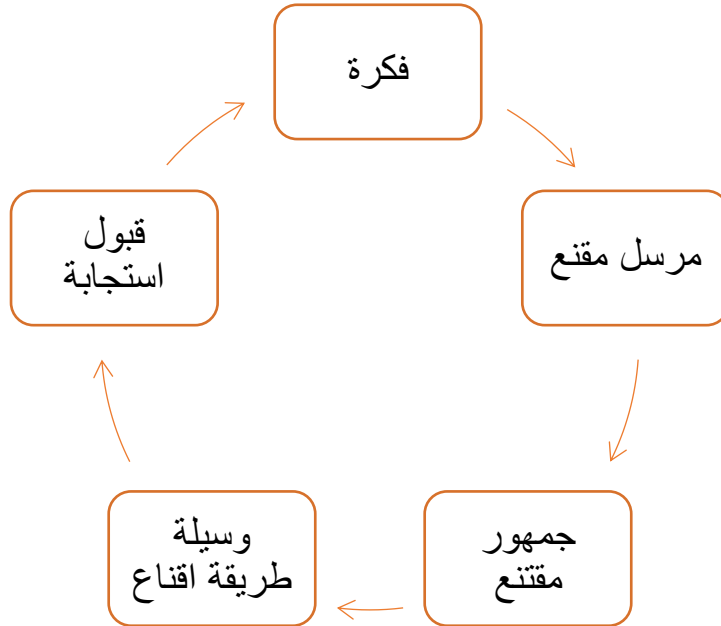 فكرة
مرسل مقنع
جمهور
مقتنع
وسيلة
طريقة اقناع
قبول
استجابة